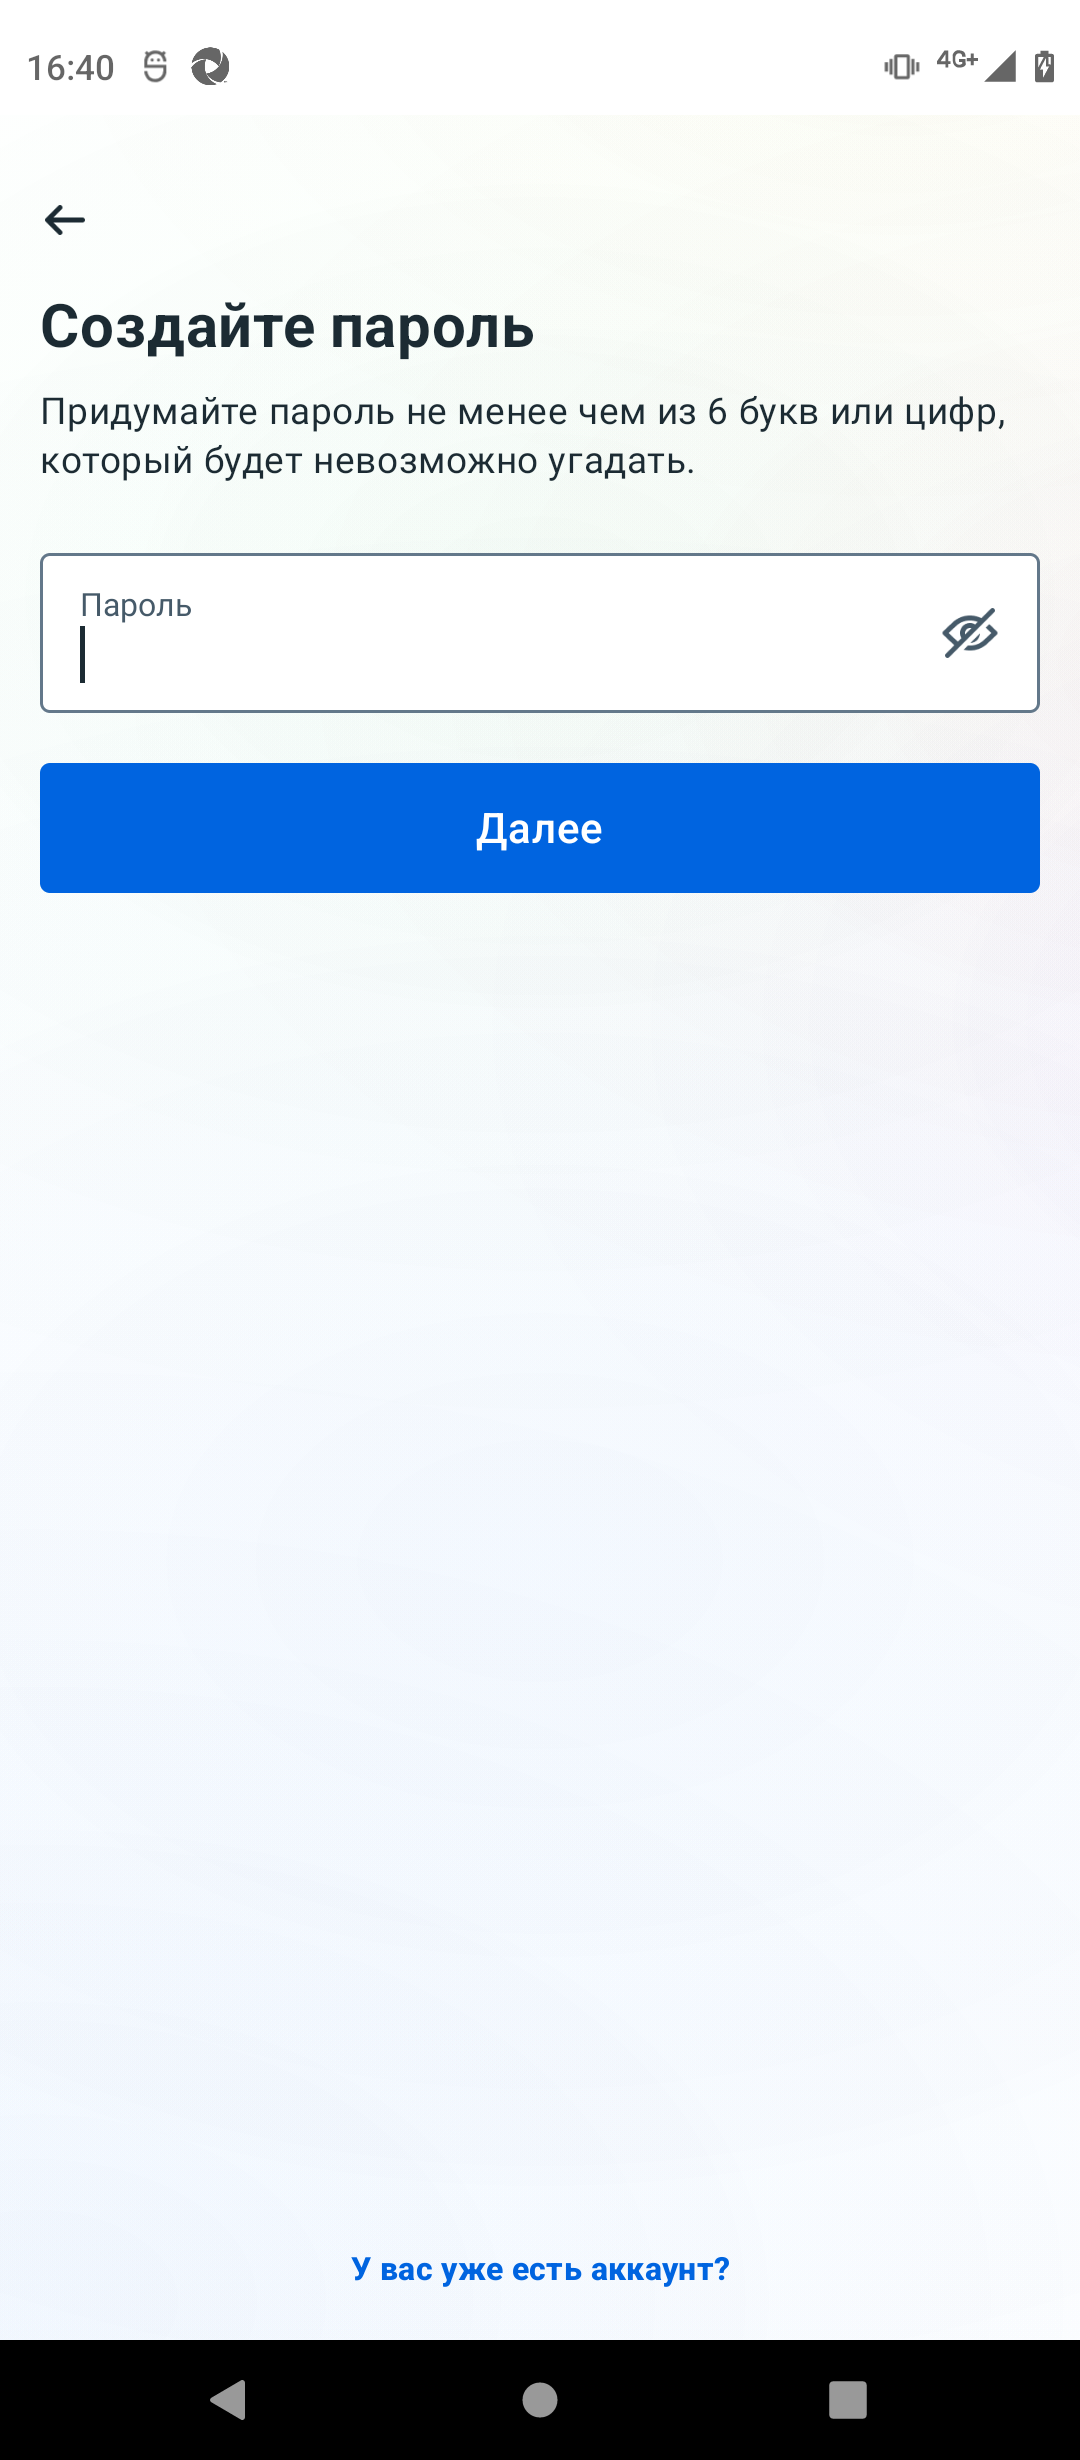 16:40
4G+
Создайте пароль
Придумайте пароль не менее чем из 6 букв или цифр,
который будет невозможно угадать.
Пароль
Далее
У вас уже есть аккаунт?